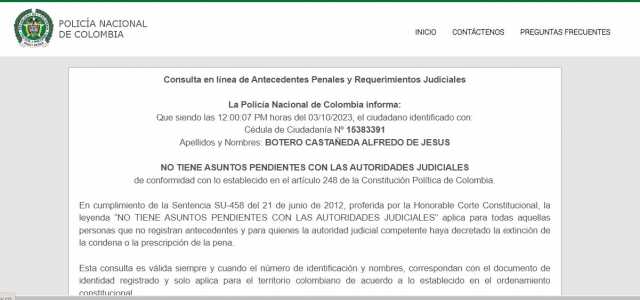 POLICÍA NACIONAL
DE COLOMBIA
INICIO CONTÁCTENOS PREGUNTAS FRECUENTES
Consulta en línea de Antecedentes Penales y Requerimientos Judiciales
La Policía Nacional de Colombia informa:
Que siendo las 12:00:07 PM horas del 03/10/2023, el ciudadano identificado con:
Cédula de Ciudadanía Nº 15383391
Apellidos y Nombres: BOTERO CASTAÑEDA ALFREDO DE JESUS
NO TIENE ASUNTOS PENDIENTES CON LAS AUTORIDADES JUDICIALES
de conformidad con lo establecido en el artículo 248 de la Constitución Política de Colombia.
En cumplimiento de la Sentencia SU-458 del 21 de junio de 2012, proferida por la Honorable Corte Constitucional, la
leyenda "NO TIENE ASUNTOS PENDIENTES CON LAS AUTORIDADES JUDICIALES" aplica para todas aquellas
personas que no registran antecedentes y para quienes la autoridad judicial competente haya decretado la extinción de
la condena o la prescripción de la pena.
Esta consulta es válida siempre y cuando el número de identificación y nombres, correspondan con el documento de
identidad registrado y solo aplica para el territorio colombiano de acuerdo a lo establecido en el ordenamiento
constitucional.